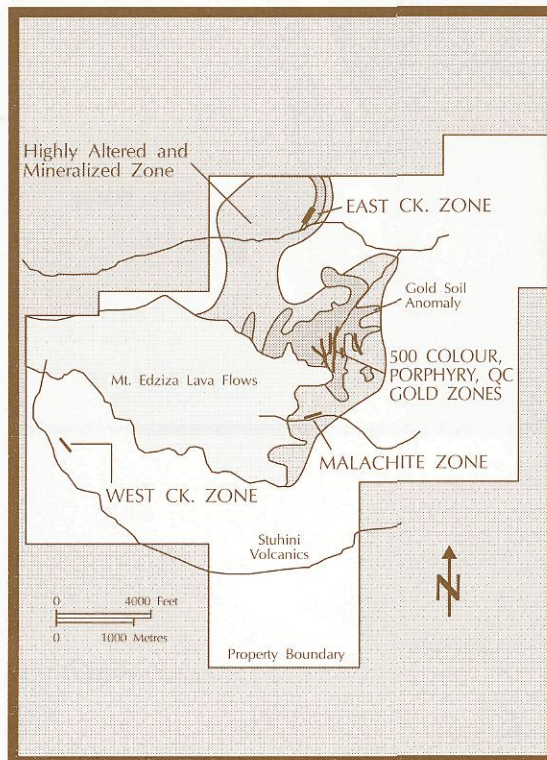 Highly Altered and
Mineralized Zone
EAST CK. ZONE
Gold Soil
Anomaly
500 COLOUR,
PORPHYRY, QC
GOLD ZONES
Mt. Edziza Lava Flows
MALACHITE ZONE
WEST CK. ZONE
Stuhini
Volcanics
0 4000 Feet
0 1000 Metres
N
Property Boundary